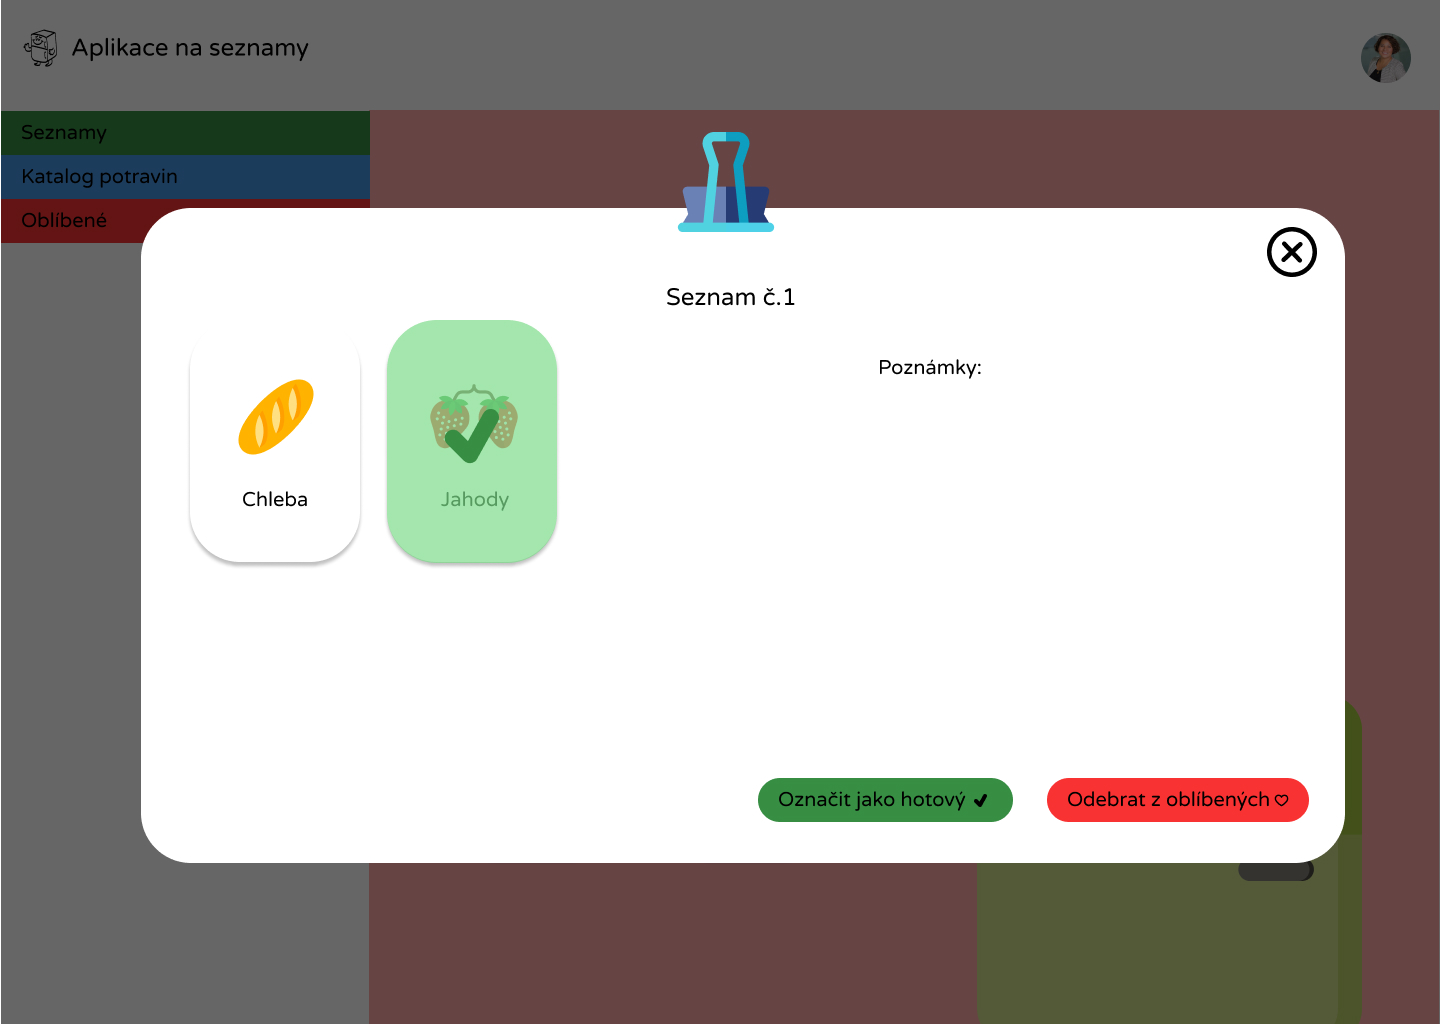 Aplikace na seznamy
Seznamy
Katalog potravin
Oblíbené
Seznam č.1
Poznámky:
Chleba
Jahody
Označit jako hotový
Odebrat z oblíbených